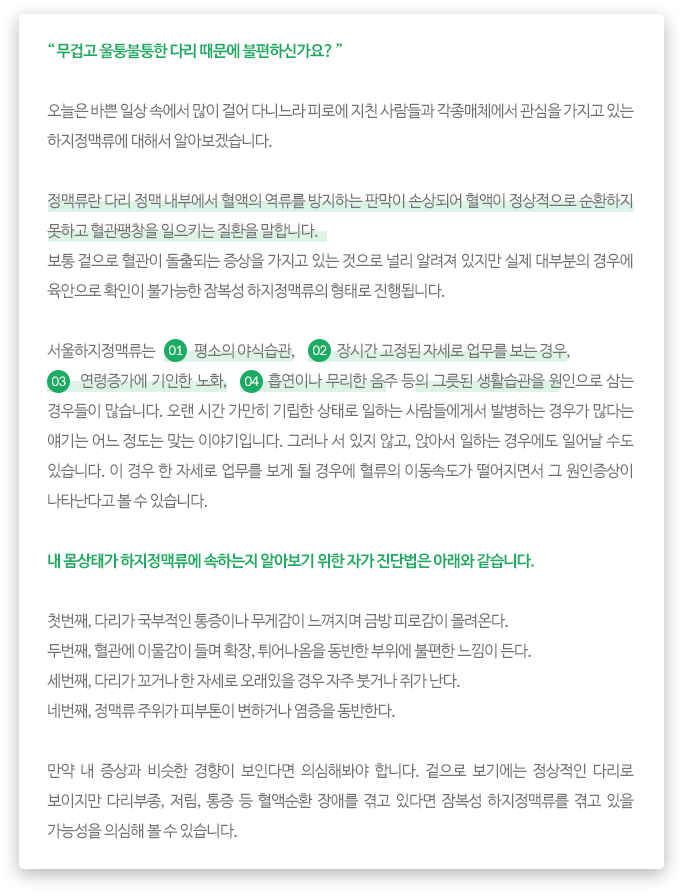 “ 무겁고 울퉁불퉁한 다리 때문에 불편하신가요? ”
오늘은 바쁜 일상 속에서 많이 걸어 다니느라 피로에 지친 사람들과 각종매체에서 관심을 가지고 있는
하지정맥류에 대해서 알아보겠습니다.
정맥류란 다리 정맥 내부에서 혈액의 역류를 방지하는 판막이 손상되어 혈액이 정상적으로 순환하지
못하고 혈관팽창을 일으키는 질환을 말합니다.
보통 겉으로 혈관이 돌출되는 증상을 가지고 있는 것으로 널리 알려져 있지만 실제 대부분의 경우에
육안으로 확인이 불가능한 잠복성 하지정맥류의 형태로 진행됩니다.
서울하지정맥류는 01 평소의 야식습관, 02 장시간 고정된 자세로 업무를 보는 경우,
03 연령증가에 기인한 노화, 04 흡연이나 무리한 음주 등의 그릇된 생활습관을 원인으로 삼는
경우들이 많습니다. 오랜 시간 가만히 기립한 상태로 일하는 사람들에게서 발병하는 경우가 많다는
얘기는 어느 정도는 맞는 이야기입니다. 그러나 서 있지 않고, 앉아서 일하는 경우에도 일어날 수도
있습니다. 이 경우 한 자세로 업무를 보게 될 경우에 혈류의 이동속도가 떨어지면서 그 원인증상이
나타난다고 볼 수 있습니다.
내 몸상태가 하지정맥류에 속하는지 알아보기 위한 자가 진단법은 아래와 같습니다.
첫번째, 다리가 국부적인 통증이나 무게감이 느껴지며 금방 피로감이 몰려온다.
두번째, 혈관에 이물감이 들며 확장, 튀어나옴을 동반한 부위에 불편한 느낌이 든다.
세번째, 다리가 꼬거나 한 자세로 오래있을 경우 자주 붓거나 쥐가 난다.
네번째, 정맥류 주위가 피부톤이 변하거나 염증을 동반한다.
만약 내 증상과 비슷한 경향이 보인다면 의심해봐야 합니다. 겉으로 보기에는 정상적인 다리로
보이지만 다리부종, 저림, 통증 등 혈액순환 장애를 겪고 있다면 잠복성 하지정맥류를 겪고 있을
가능성을 의심해 볼 수 있습니다.